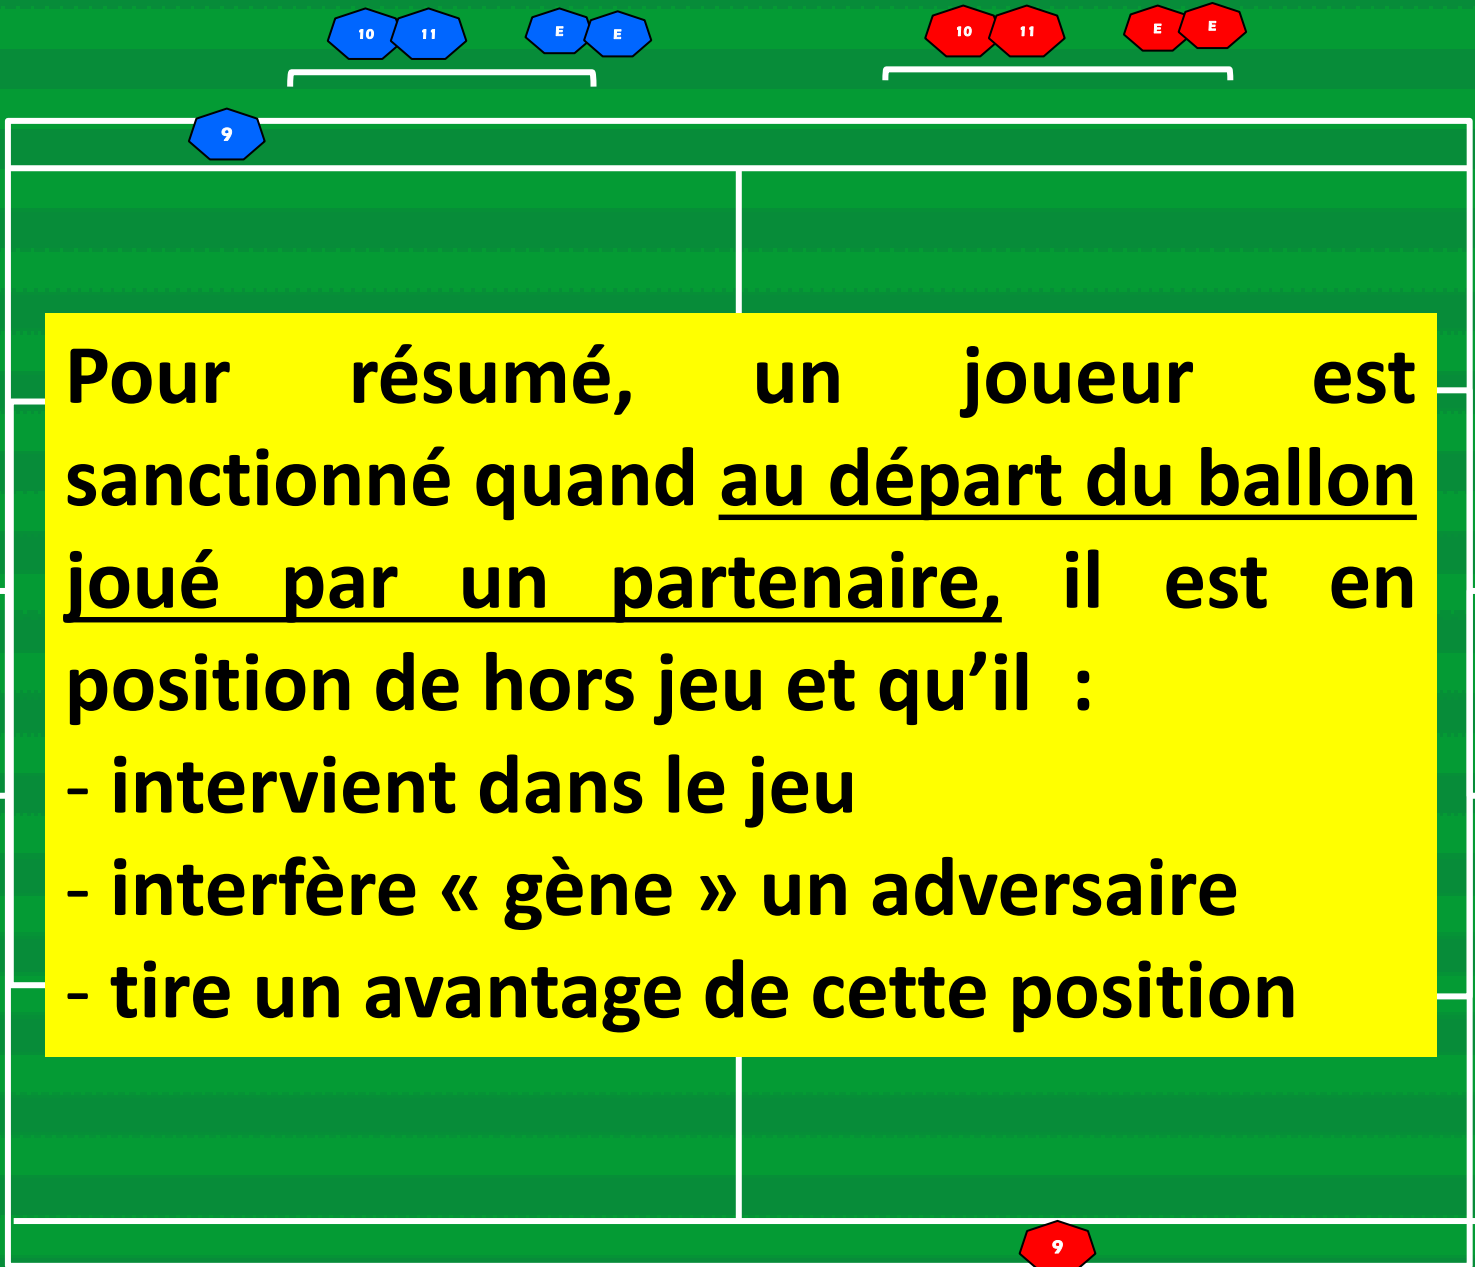 10 11 E E 10 11 E E
9
Pour résumé, un joueur est
sanctionné quand au départ du ballon
joué par un partenaire, il est en
position de hors jeu et qu’il :
- intervient dans le jeu
- interfère « gène » un adversaire
- tire un avantage de cette position
9